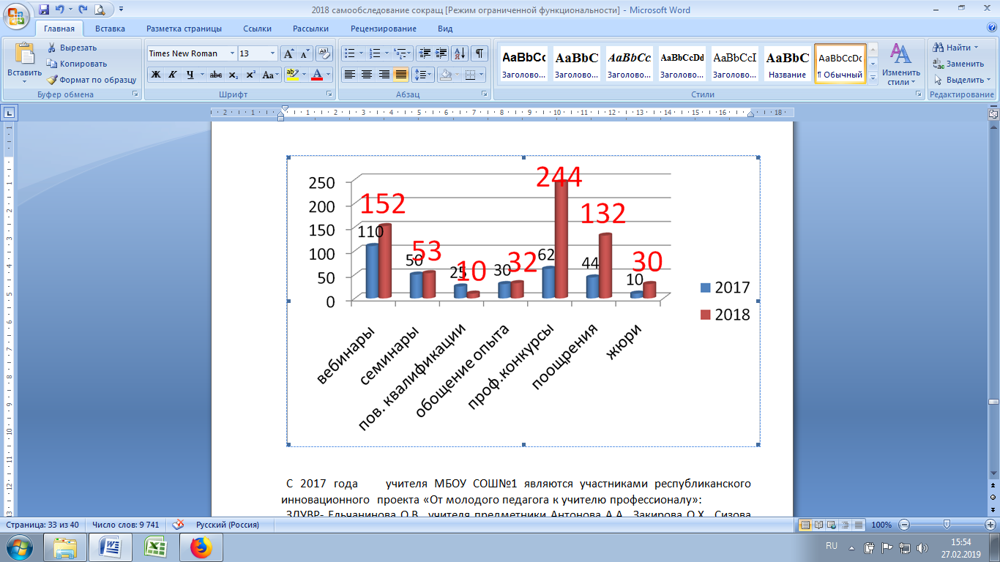 2018 самообследование сокращ [Режим ограниченной функциональности] - Microsoft Word
Главная Вставка Разметка страницы Ссылки Рассылки Рецензирование Вид
Вставить
Вырезать
Копировать
Формат по образцу
Буфер обмена
Times New Roman 13
Ж К Ч abc x₂ x² Aa ab А
Шрифт
Абзац
AaBbCc AaBbC AaBbCc AaBbCcDd AaBbCcI AaBbC AaBbCcDc
Заголово... Заголово... Заголово... Заголово... Заголово... Название ¶ Обычный
Стили
Изменить стили
Найти
Заменить
Выделить
Редактирование
2 1 1 2 3 4 5 6 7 8 9 10 11 12 13 14 15 16 18
250
200
150
100
50
0
110 152
50 53
25 10
30 32
62 244
44 132
10 30
вебинары
семинары
пов. квалификации
обощение опыта
проф.конкурсы
поощрения
жюри
2017
2018
С 2017 года учителя МБОУ СОШ№1 являются участниками республиканского
инновационного проекта «От молодого педагога к учителю профессионалу»:
ЗДУВР- Ельчанинова О.В., учителя предметники Антонова А.А., Закирова О.Х., Сизова
Страница: 33 из 40 Число слов: 9 741 Русский (Россия) 100%
RU 15:54
27.02.2019